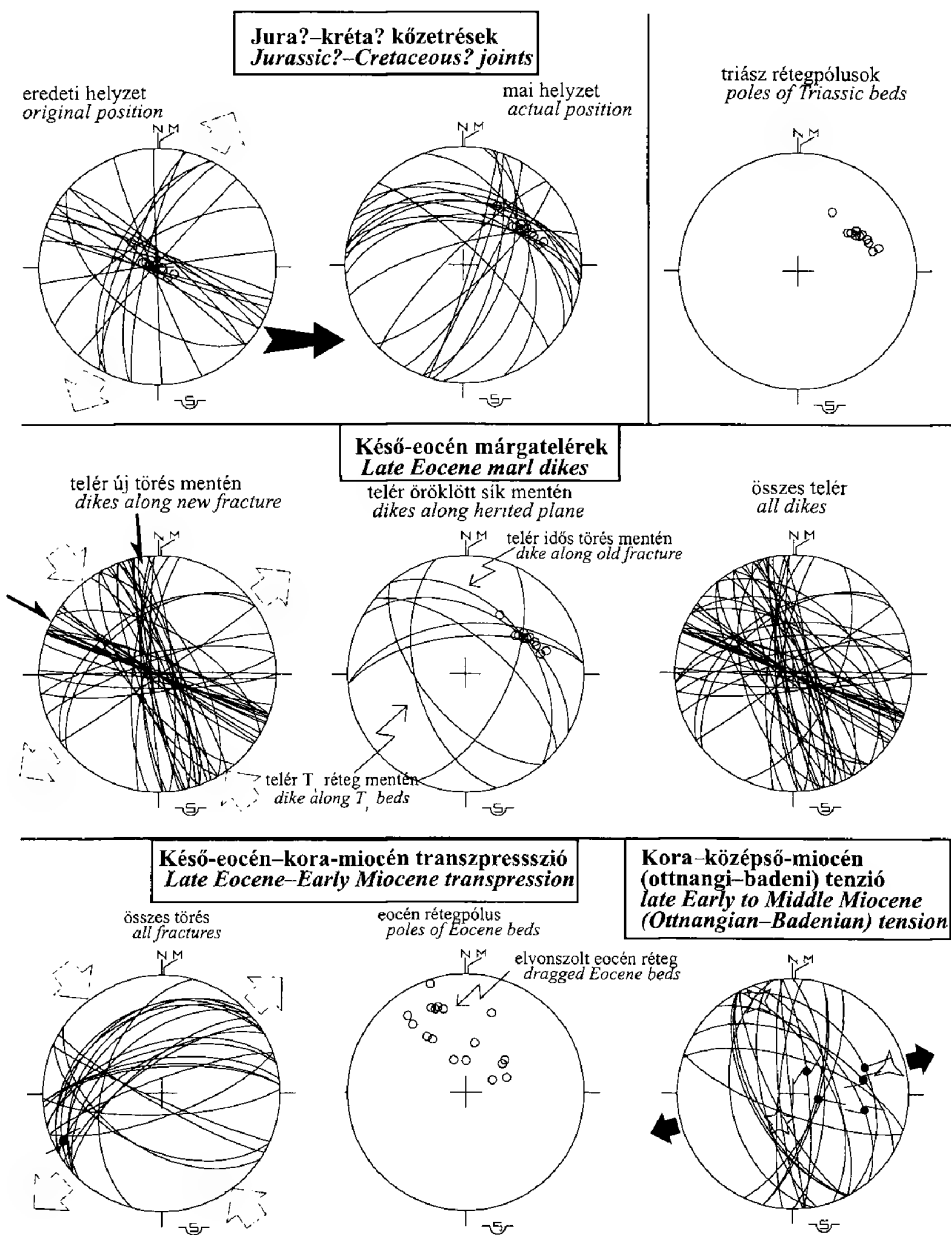 Jura?–kréta? kőzetrések
Jurassic?–Cretaceous? joints
eredeti helyzet
original position
mai helyzet
actual position
triász rétegpólusok
poles of Triassic beds
N M
N M
N M
S
S
S
Késő-eocén márgatelérek
Late Eocene marl dikes
telér új törés mentén
dikes along new fracture
telér öröklött sík mentén
dikes along herited plane
összes telér
all dikes
N M
N M
N M
telér idős törés mentén
dike along old fracture
telér T, réteg mentén
dike along T, beds
S
S
S
Késő-eocén–kora-miocén transzpressszió
Late Eocene–Early Miocene transpression
Kora–középső-miocén
(ottnangi–badeni) tenzió
late Early to Middle Miocene
(Ottnangian–Badenian) tension
összes törés
all fractures
eocén rétegpólus
poles of Eocene beds
N M
N M
N M
elvonszolt eocén réteg
dragged Eocene beds
S
S
S